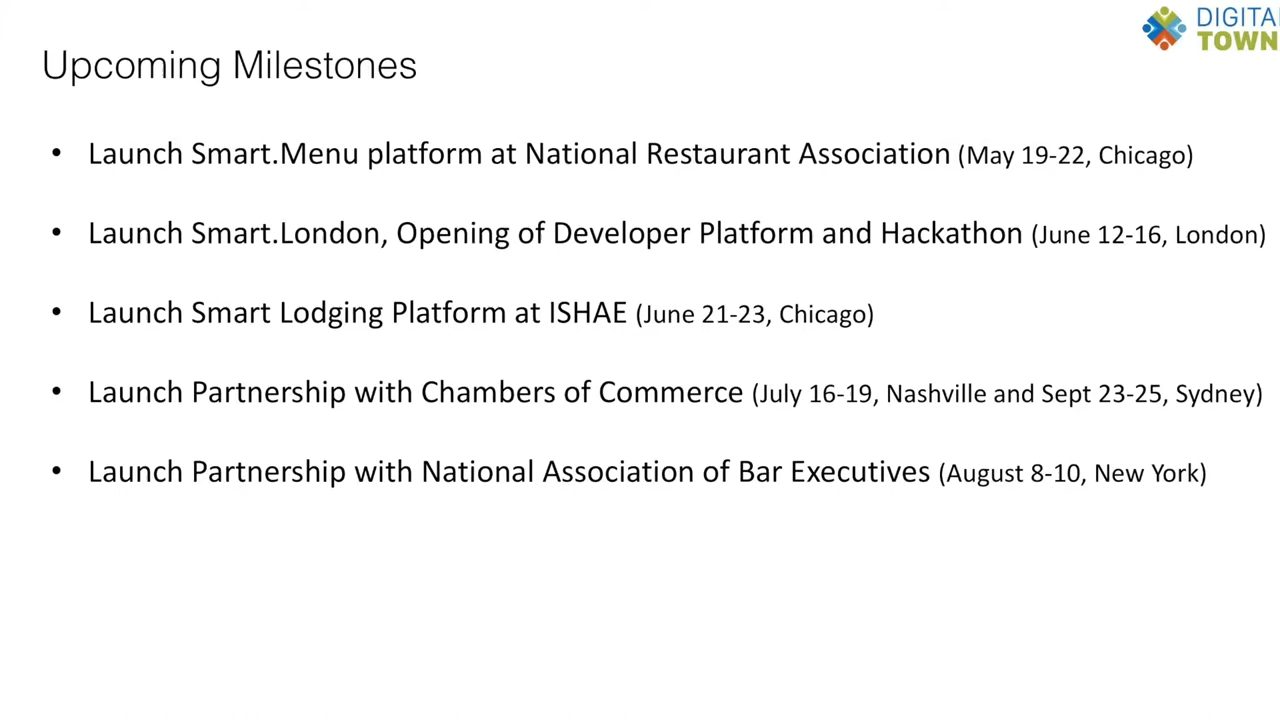 DIGITA
TOWN
Upcoming Milestones
• Launch Smart.Menu platform at National Restaurant Association (May 19-22, Chicago)
• Launch Smart.London, Opening of Developer Platform and Hackathon (June 12-16, London)
• Launch Smart Lodging Platform at ISHAE (June 21-23, Chicago)
• Launch Partnership with Chambers of Commerce (July 16-19, Nashville and Sept 23-25, Sydney)
• Launch Partnership with National Association of Bar Executives (August 8-10, New York)